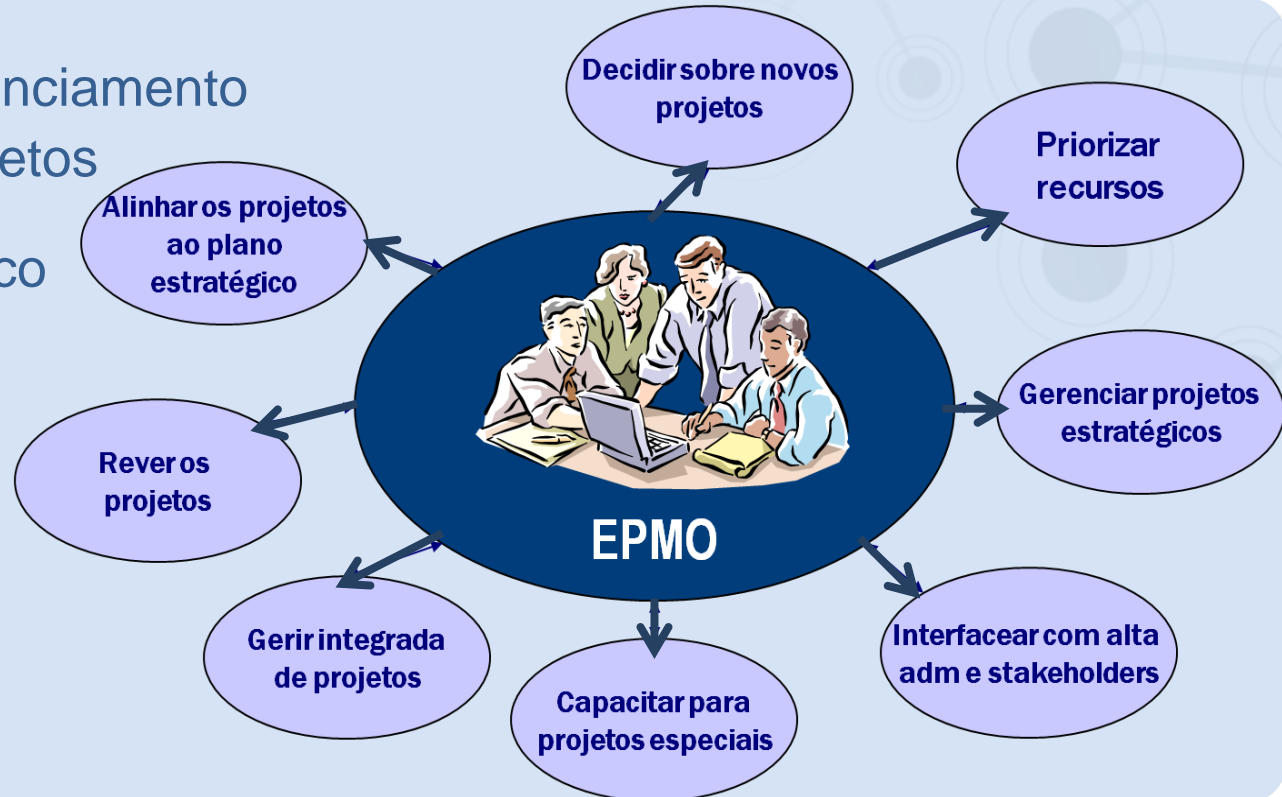 nciamento
etos
co
Decidir sobre novos
projetos
Priorizar
recursos
Alinhar os projetos
ao plano
estratégico
Gerenciar projetos
estratégicos
Rever os
projetos
EPMO
Gerir integrada
de projetos
Interfacear com alta
adm e stakeholders
Capacitar para
projetos especiais